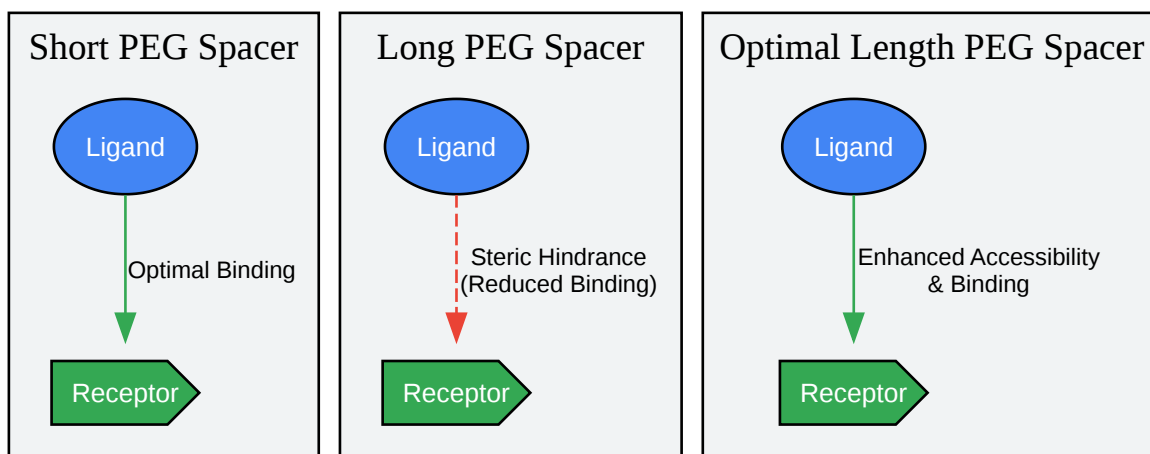 Short PEG Spacer
Ligand
Optimal Binding
Receptor
Long PEG Spacer
Ligand
Steric Hindrance
(Reduced Binding)
Receptor
Optimal Length PEG Spacer
Ligand
Enhanced Accessibility
& Binding
Receptor